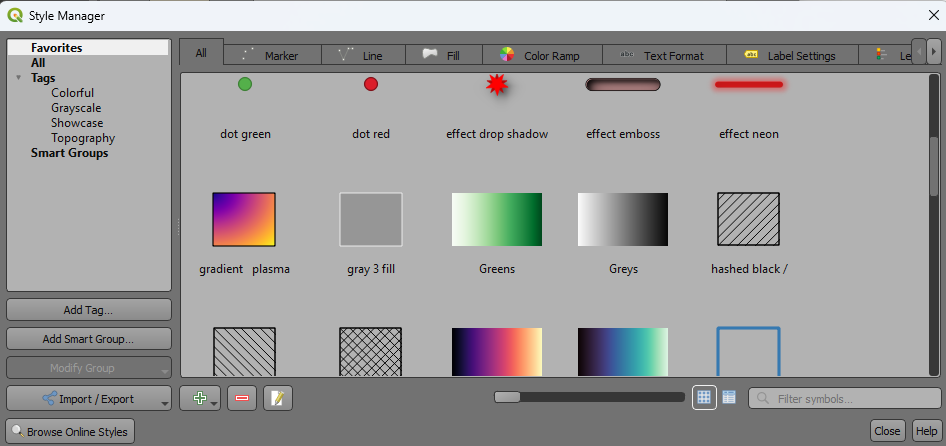 Style Manager
Favorites
All
Tags
Colorful
Grayscale
Showcase
Topography
Smart Groups
Add Tag...
Add Smart Group...
Modify Group
Import / Export
Browse Online Styles
All
Marker
Line
Fill
Color Ramp
abc
Text Format
abc
Label Settings
Le
dot green
dot red
effect drop shadow
effect emboss
effect neon
gradient plasma
gray 3 fill
Greens
Greys
hashed black /
Filter symbols...
Close
Help